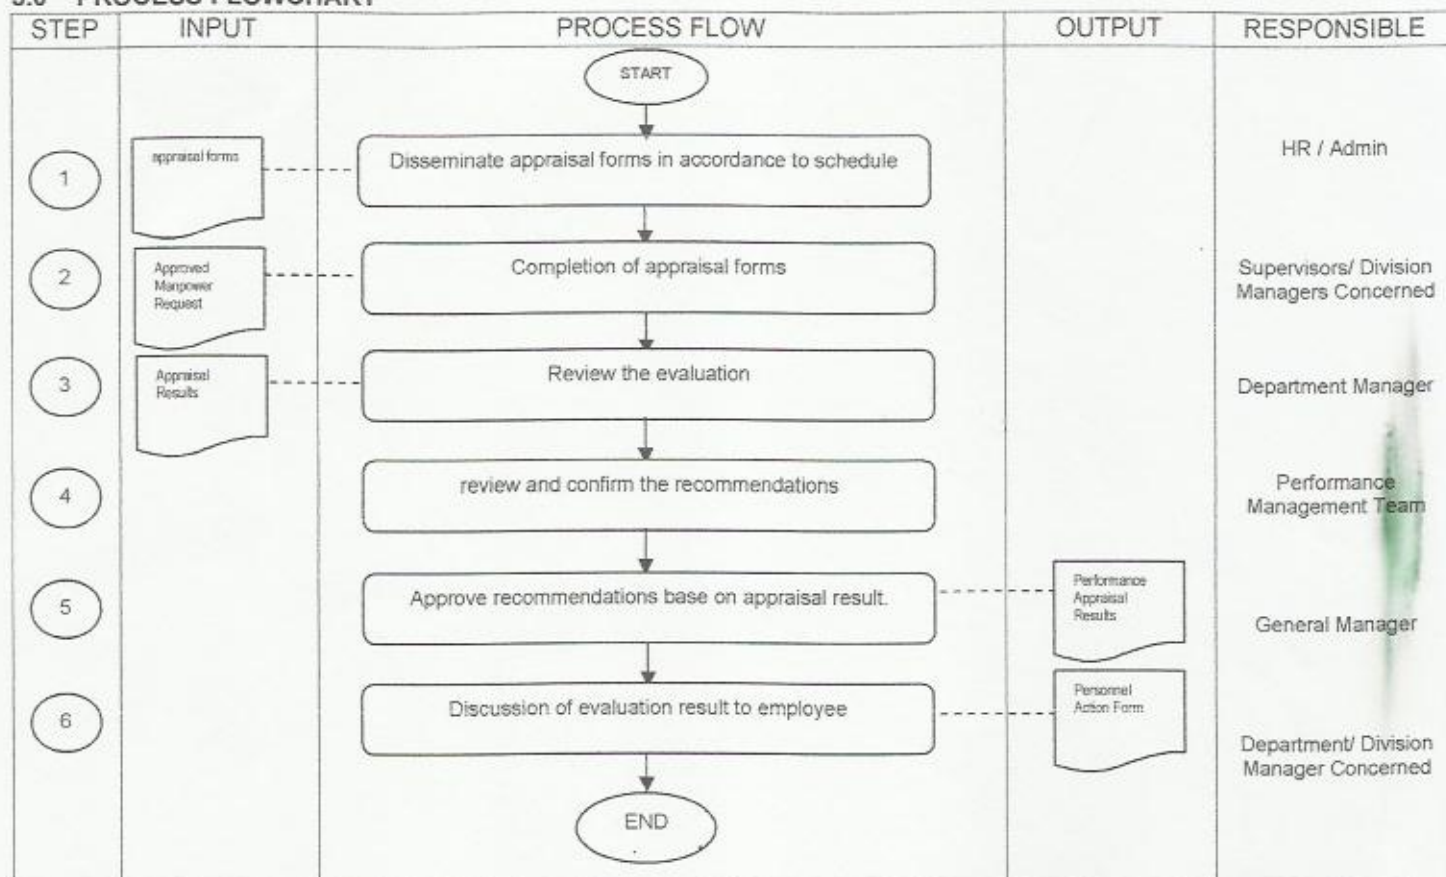 PROCESS FLOWCHART
STEP
INPUT
PROCESS FLOW
OUTPUT
RESPONSIBLE
START
1
appraisal forms
Disseminate appraisal forms in accordance to schedule
HR / Admin
2
Approved
Manpower
Request
Completion of appraisal forms
Supervisors/ Division
Managers Concerned
3
Appraisal
Results
Review the evaluation
Department Manager
4
review and confirm the recommendations
Performance
Management Team
5
Approve recommendations base on appraisal result.
Performance
Appraisal
Results
General Manager
6
Discussion of evaluation result to employee
Personnel
Action Form
Department/ Division
Manager Concerned
END